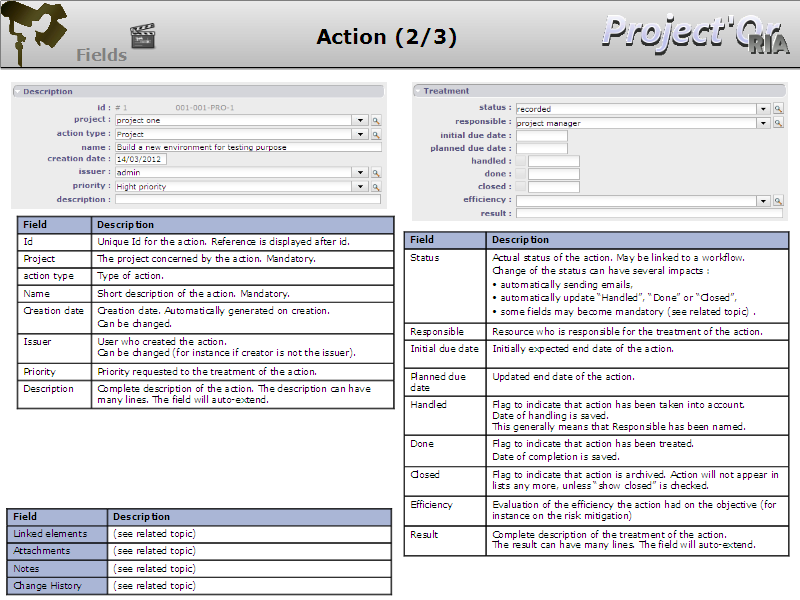 Fields
Action (2/3)
Project'Or
RIA
Description
id : # 1 001-001-PRO-1
project : project one
action type : Project
name : Build a new environment for testing purpose
creation date : 14/03/2012
issuer : admin
priority : Hight priority
description :
Field Description
Id Unique Id for the action. Reference is displayed after id.
Project The project concerned by the action. Mandatory.
action type Type of action.
Name Short description of the action. Mandatory.
Creation date Creation date. Automatically generated on creation.
Can be changed.
Issuer User who created the action.
Can be changed (for instance if creator is not the issuer).
Priority Priority requested to the treatment of the action.
Description Complete description of the action. The description can have
many lines. The field will auto-extend.
Field Description
Linked elements (see related topic)
Attachments (see related topic)
Notes (see related topic)
Change History (see related topic)
Treatment
status : recorded
responsible : project manager
initial due date :
planned due date :
handled :
done :
closed :
efficiency :
result :
Field Description
Status Actual status of the action. May be linked to a workflow.
Change of the status can have several impacts :
• automatically sending emails,
• automatically update "Handled", "Done" or "Closed",
• some fields may become mandatory (see related topic) .
Responsible Resource who is responsible for the treatment of the action.
Initial due date Initially expected end date of the action.
Planned due Updated end date of the action.
date
Handled Flag to indicate that action has been taken into account.
Date of handling is saved.
This generally means that Responsible has been named.
Done Flag to indicate that action has been treated.
Date of completion is saved.
Closed Flag to indicate that action is archived. Action will not appear in
lists any more, unless "show closed" is checked.
Efficiency Evaluation of the efficiency the action had on the objective (for
instance on the risk mitigation)
Result Complete description of the treatment of the action.
The result can have many lines. The field will auto-extend.